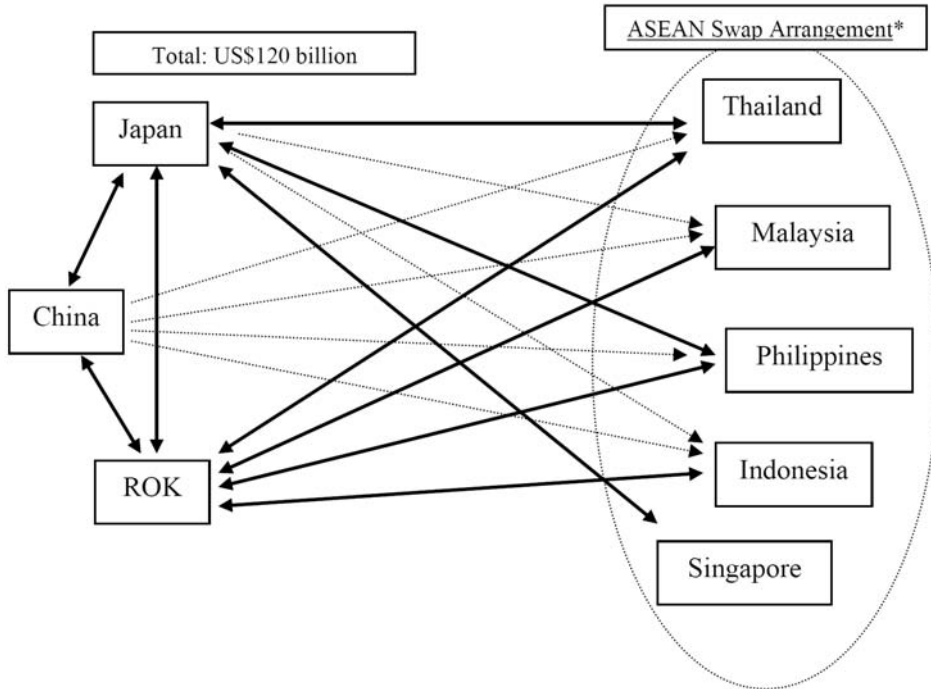 ASEAN Swap Arrangement*
Total: US$120 billion
Thailand
Japan
Malaysia
China
Philippines
Indonesia
ROK
Singapore